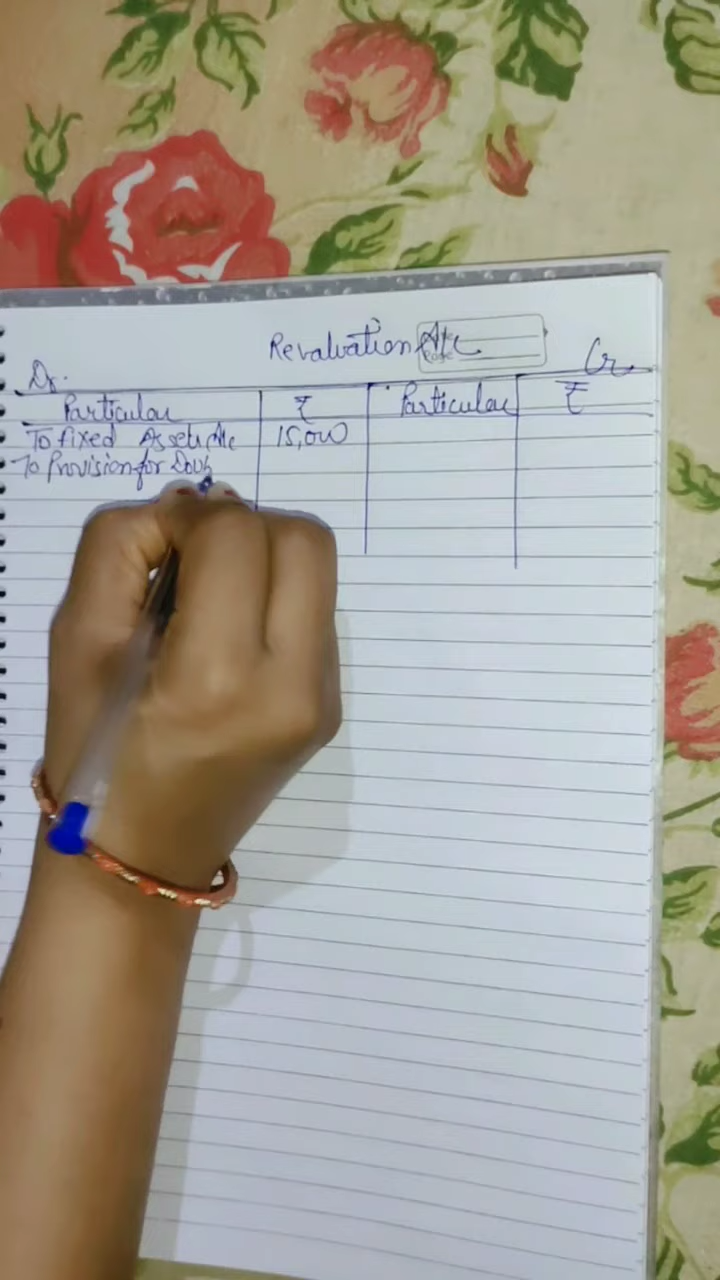 Revaluation A/c
Dr. Cr
Particular ₹ Particular ₹
To fixed Assets A/c 15,000
To Provision for Doub